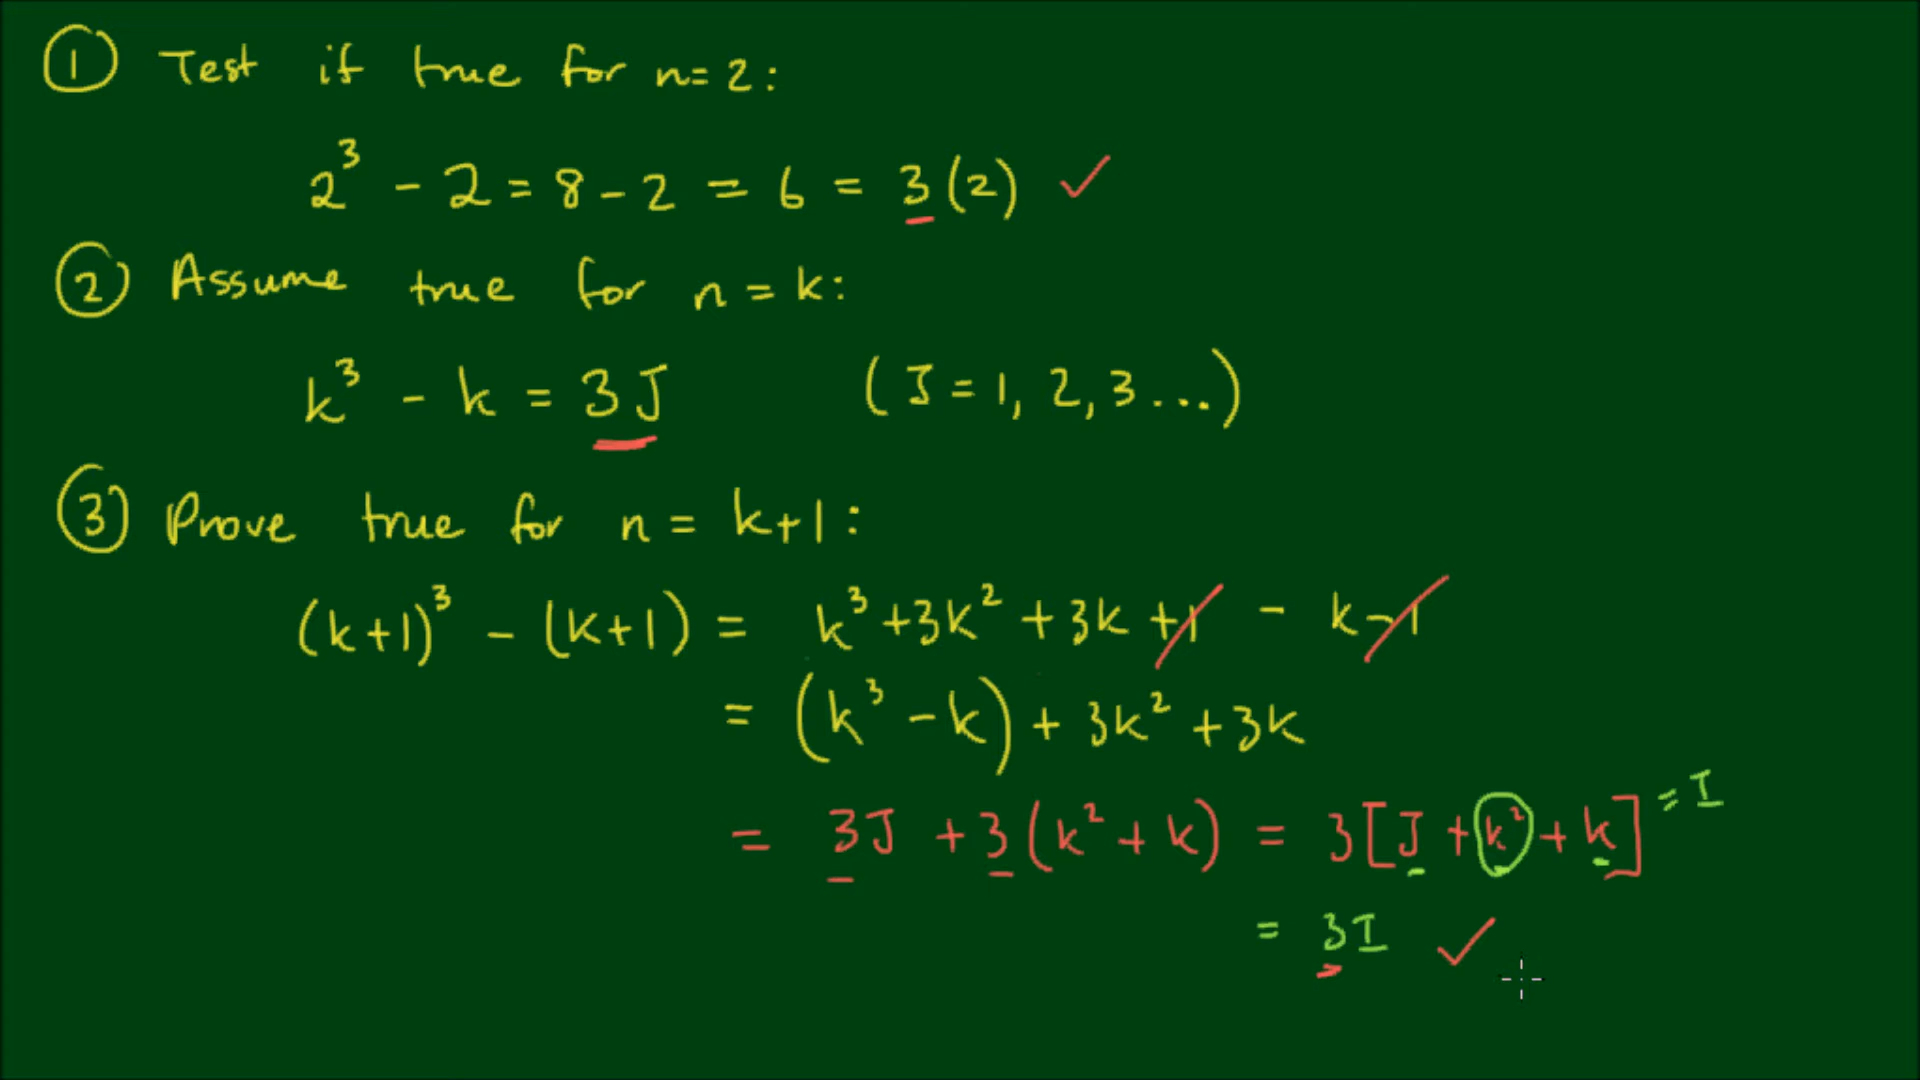 ① Test if true for n=2:
2³ - 2 = 8 - 2 = 6 = 3(2) ✓
② Assume true for n = k:
k³ - k = 3J (J = 1, 2, 3...)
③ Prove true for n = k+1:
(k+1)³ - (k+1) = k³ + 3k² + 3k + 1 - k - 1
= (k³ - k) + 3k² + 3k
= 3J + 3(k² + k) = 3[J + k² + k] = I
= 3I ✓